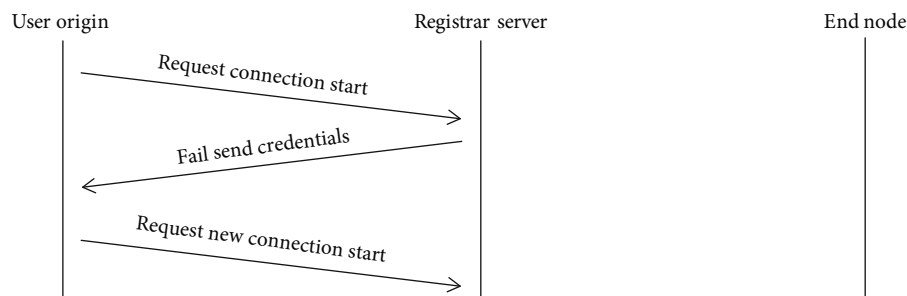 User origin
Registrar server
End node
Request connection start
Fail send credentials
Request new connection start